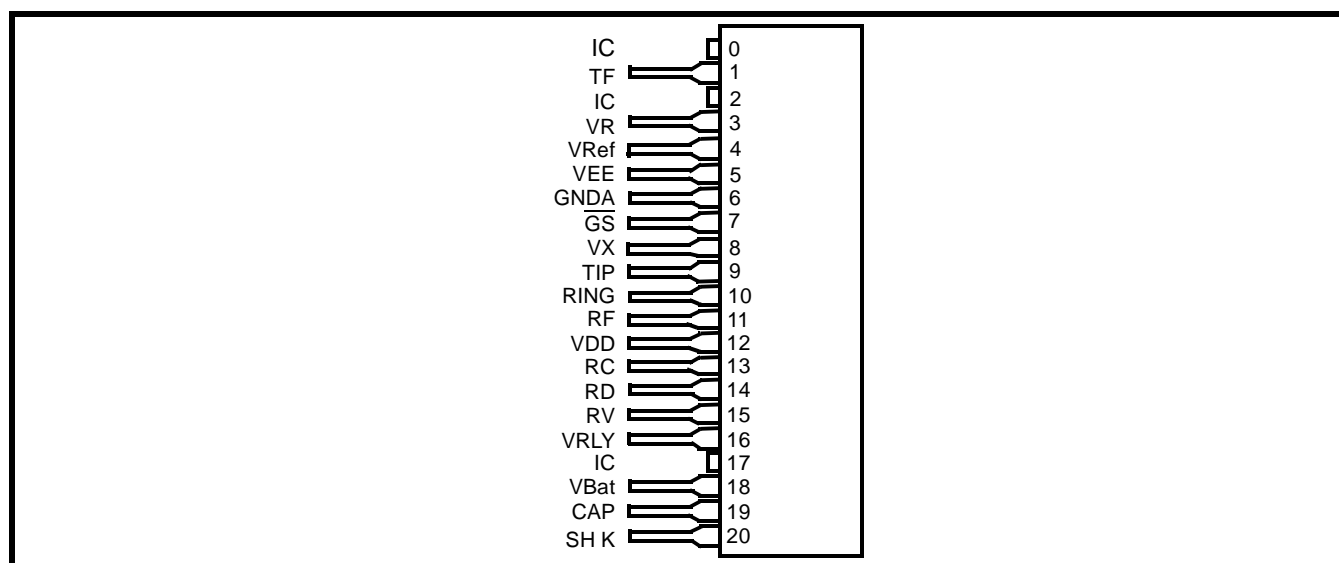 IC 0
TF 1
IC 2
VR 3
VRef 4
VEE 5
GNDA 6
G̅S̅ 7
VX 8
TIP 9
RING 10
RF 11
VDD 12
RC 13
RD 14
RV 15
VRLY 16
IC 17
VBat 18
CAP 19
SH K 20